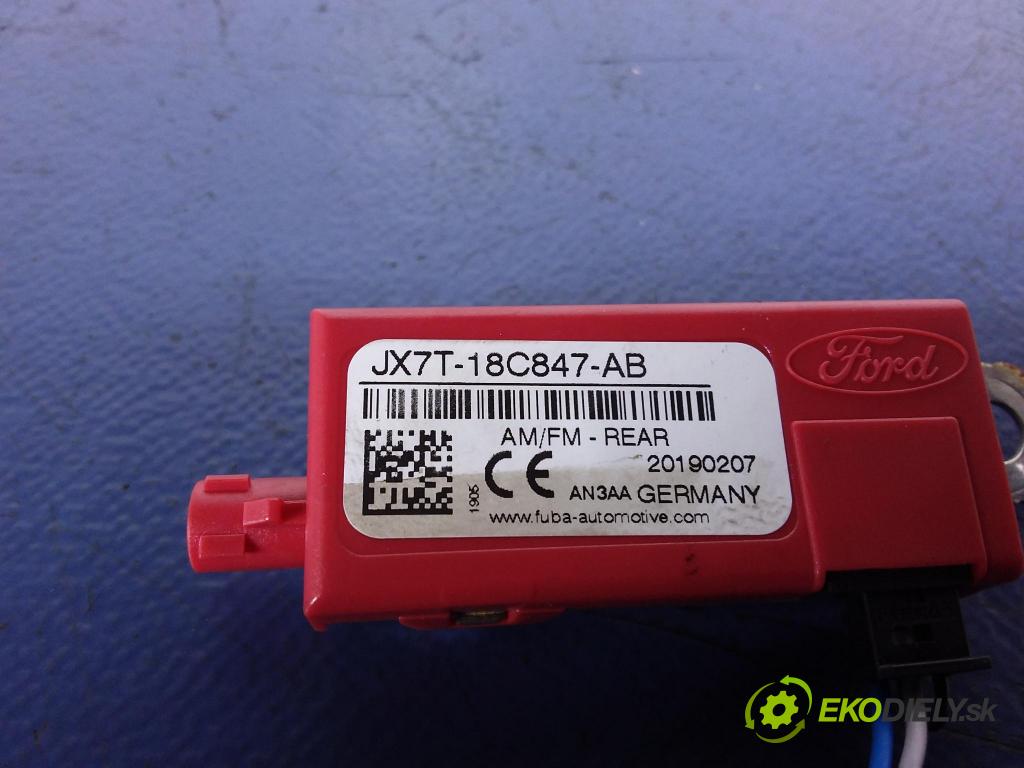 JX7T-18C847-AB
Ford
AM/FM - REAR
20190207
1905
CE
AN3AA GERMANY
www.fuba-automotive.com
EKODIELY.sk